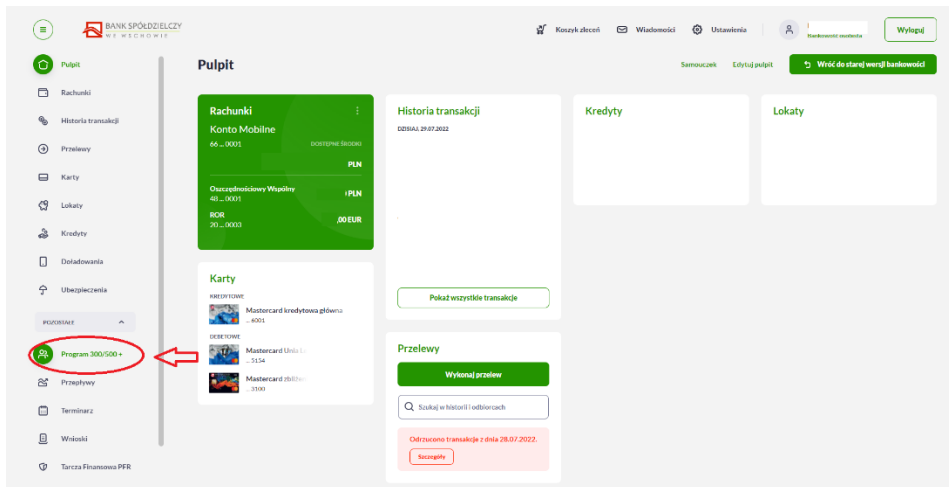 BANK SPÓŁDZIELCZY
WE WSCHOWIE
Koszyk zleceń
Wiadomości
Ustawienia
Bankowość osobista
Wyloguj
Pulpit
Rachunki
Historia transakcji
Przelewy
Karty
Lokaty
Kredyty
Doładowania
Ubezpieczenia
POZOSTAŁE
Program 300/500 +
Przepływy
Terminarz
Wnioski
Tarcza Finansowa PFR
Pulpit
Samouczek
Edytuj pulpit
Wróć do starej wersji bankowości
Rachunki
Konto Mobilne
66 ... 0001
DOSTĘPNE ŚRODKI
PLN
Oszczędnościowy Wspólny
48 ... 0001
PLN
ROR
20 ... 0003
,00 EUR
Karty
KREDYTOWE
Mastercard kredytowa główna
... 6001
DEBETOWE
Mastercard Unia
... 5154
Mastercard zbliże
... 3100
Historia transakcji
DZISIAJ, 29.07.2022
Pokaż wszystkie transakcje
Przelewy
Wykonaj przelew
Szukaj w historii i odbiorcach
Odrzucono transakcje z dnia 28.07.2022.
Szczegóły
Kredyty
Lokaty